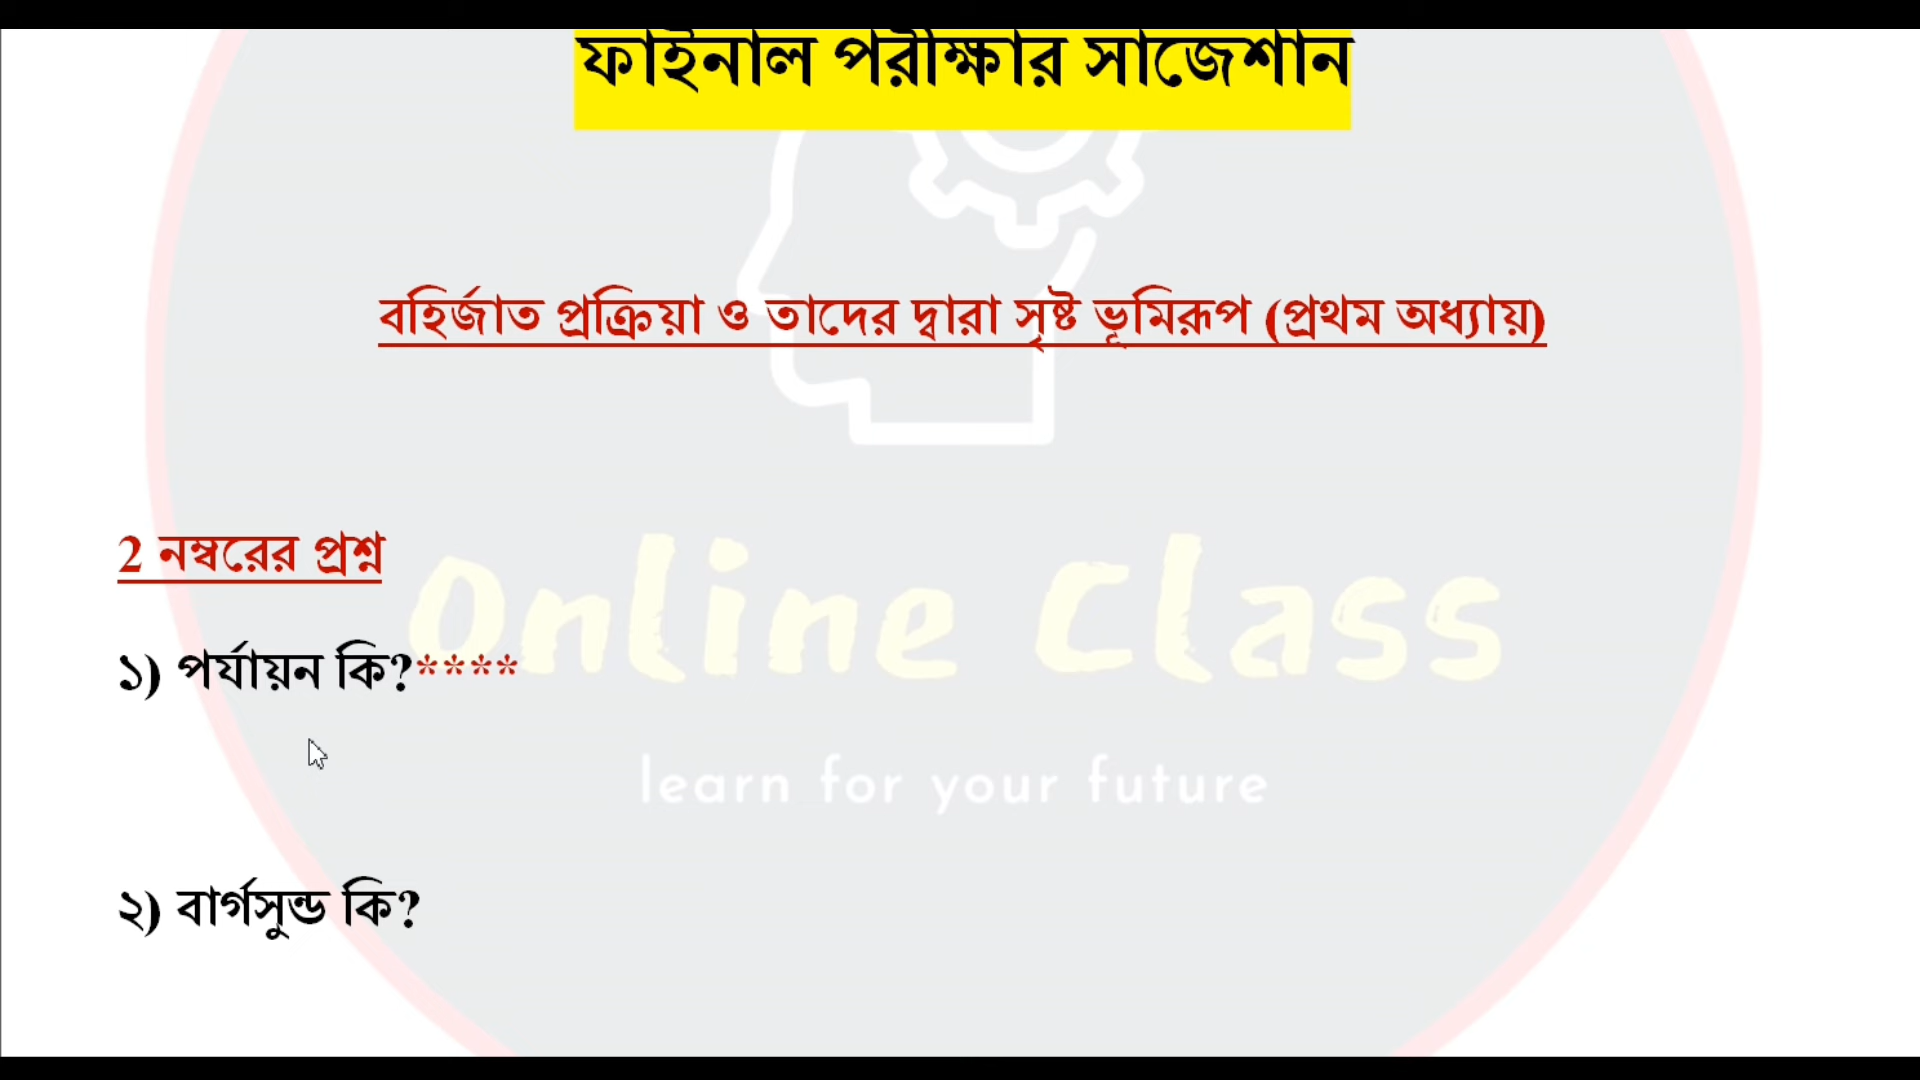 ফাইনাল পরীক্ষার সাজেশান
বহির্জাত প্রক্রিয়া ও তাদের দ্বারা সৃষ্ট ভূমিরূপ (প্রথম অধ্যায়)
2 নম্বরের প্রশ্ন
Online Class
১) পর্যায়ন কি?****
learn for your future
২) বার্গসুন্ড কি?